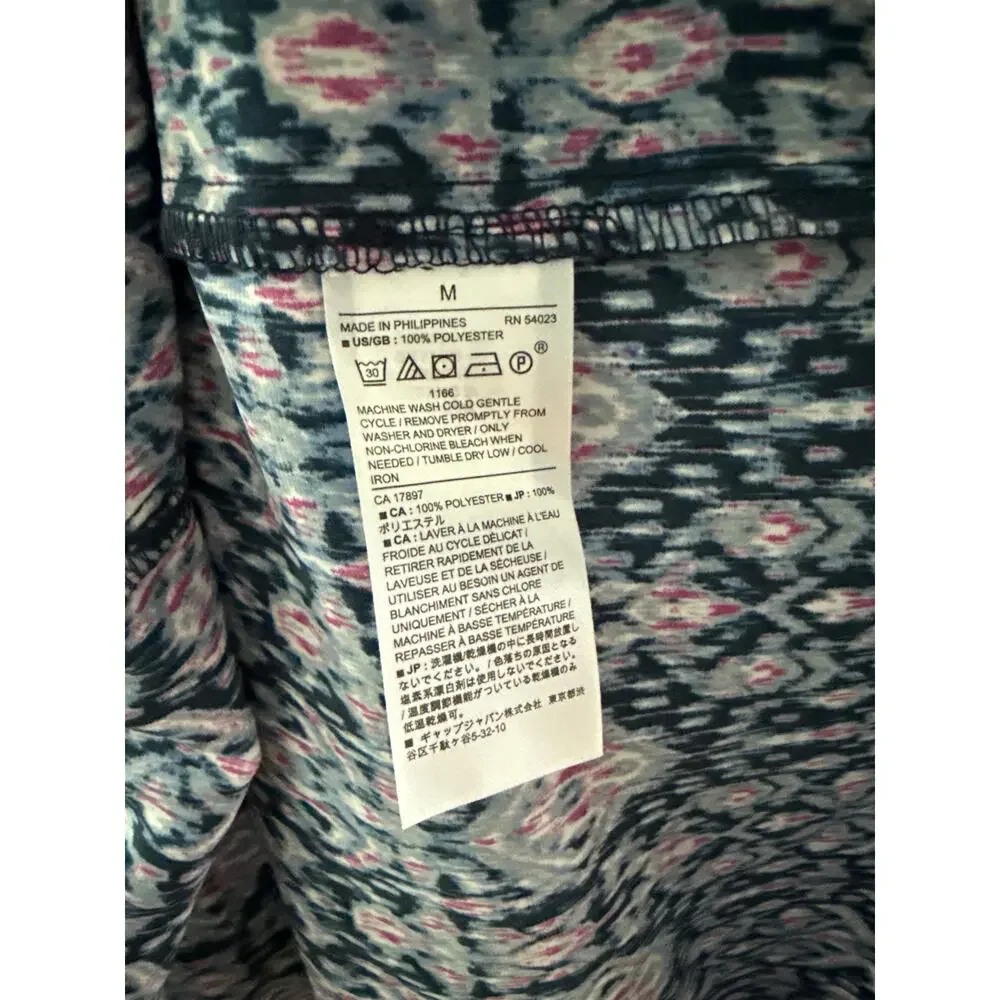 M
MADE IN PHILIPPINES RN 54023
■ US/GB : 100% POLYESTER
30 P ®
1166
MACHINE WASH COLD GENTLE
CYCLE / REMOVE PROMPTLY FROM
WASHER AND DRYER / ONLY
NON-CHLORINE BLEACH WHEN
NEEDED / TUMBLE DRY LOW / COOL
IRON
CA 17897
■ CA : 100% POLYESTER ■ JP : 100%
ポリエステル
■ CA : LAVER À LA MACHINE À L'EAU
FROIDE AU CYCLE DÉLICAT /
RETIRER RAPIDEMENT DE LA
LAVEUSE ET DE LA SÉCHEUSE /
UTILISER AU BESOIN UN AGENT DE
BLANCHIMENT SANS CHLORE
UNIQUEMENT / SÉCHER À LA
MACHINE À BASSE TEMPÉRATURE /
REPASSER À BASSE TEMPÉRATURE
■ JP : 洗濯機/乾燥機の中に長時間放置し
ないでください。 / 色落ちの原因となる
塩素系漂白剤は使用しないでください。
/ 温度調節機能がついている乾燥機のみ
低温乾燥可。
■ ギャップジャパン株式会社 東京都渋
谷区千駄ケ谷5-32-10